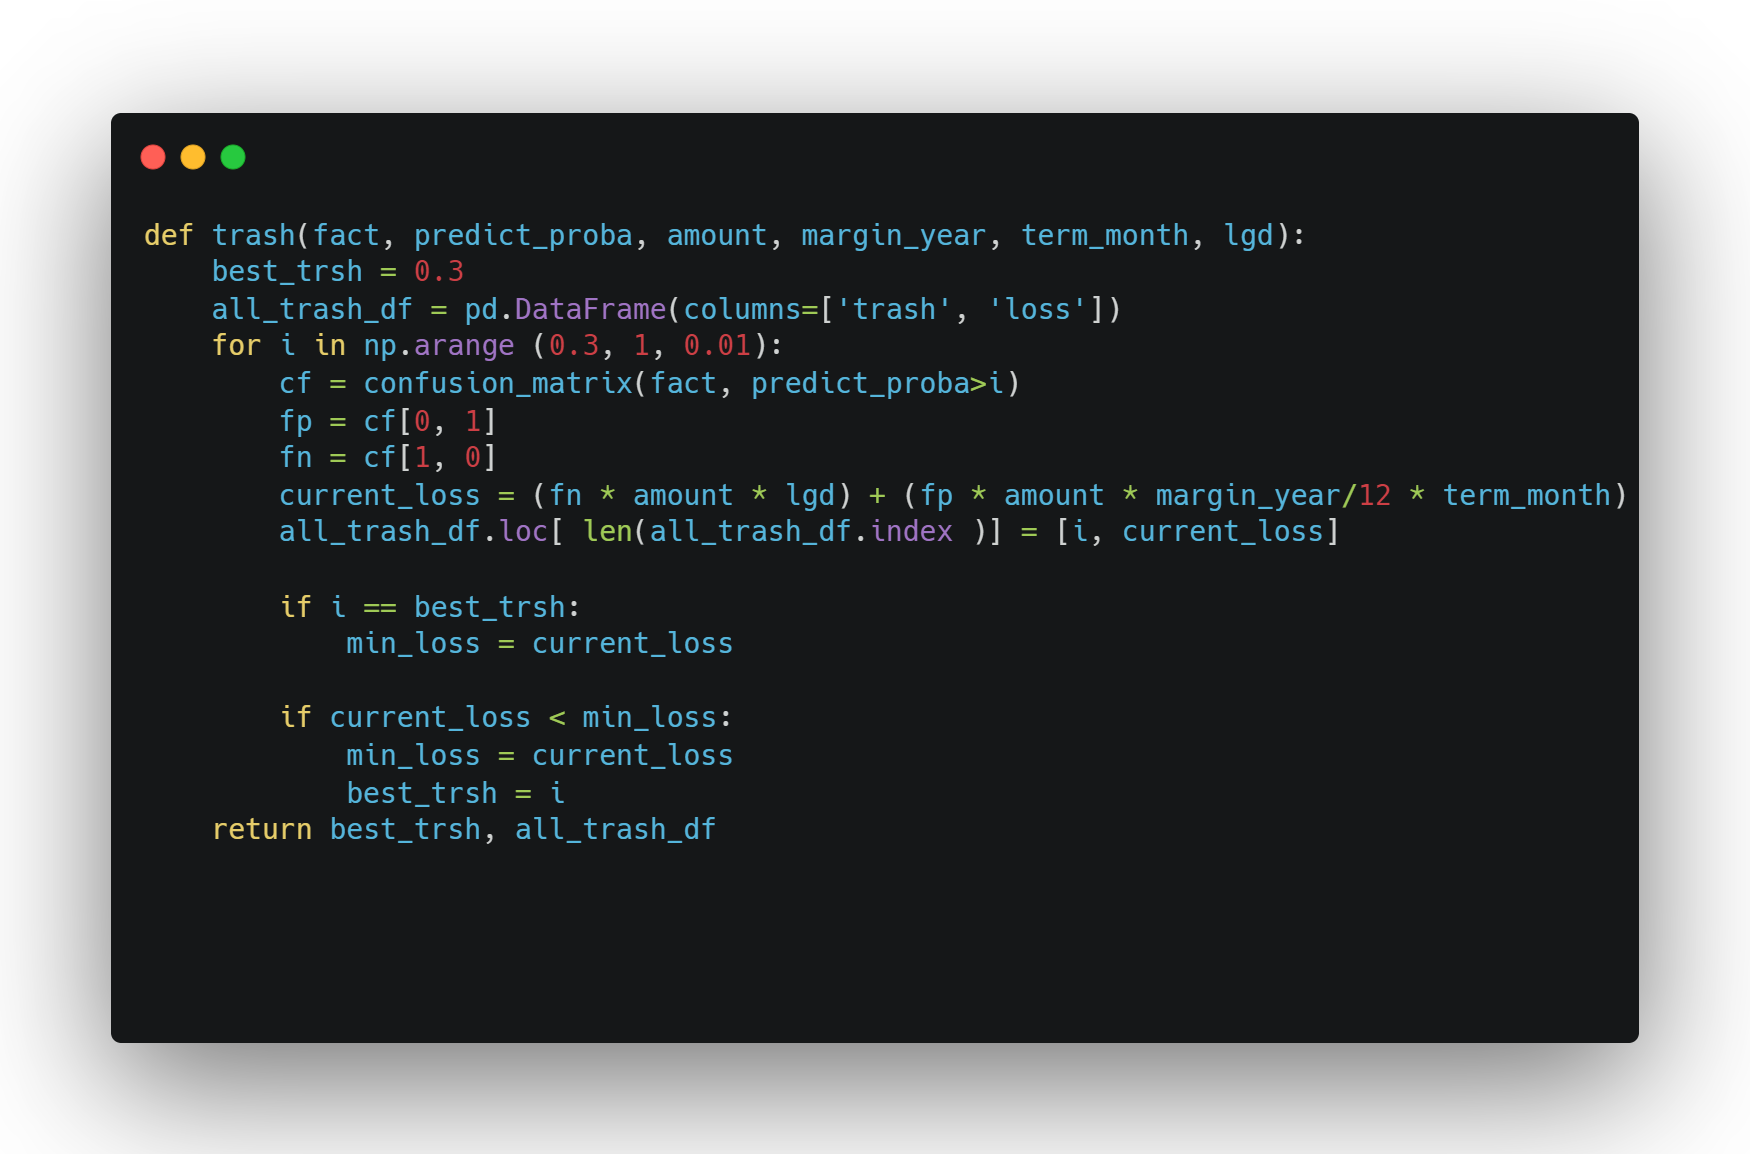 def trash(fact, predict_proba, amount, margin_year, term_month, lgd):
    best_trsh = 0.3
    all_trash_df = pd.DataFrame(columns=['trash', 'loss'])
    for i in np.arange (0.3, 1, 0.01):
        cf = confusion_matrix(fact, predict_proba>i)
        fp = cf[0, 1]
        fn = cf[1, 0]
        current_loss = (fn * amount * lgd) + (fp * amount * margin_year/12 * term_month)
        all_trash_df.loc[ len(all_trash_df.index )] = [i, current_loss]

        if i == best_trsh:
            min_loss = current_loss

        if current_loss < min_loss:
            min_loss = current_loss
            best_trsh = i
    return best_trsh, all_trash_df